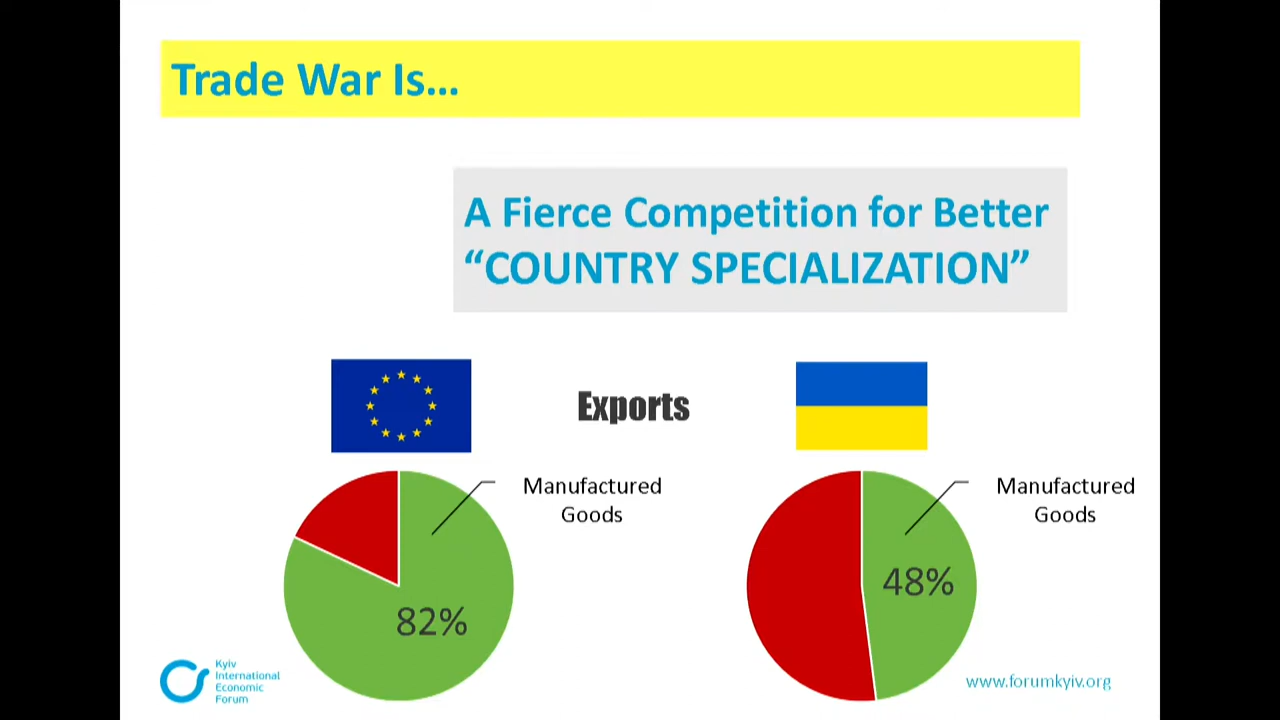 Trade War Is...
A Fierce Competition for Better
“COUNTRY SPECIALIZATION”
Exports
Manufactured
Goods
82%
Manufactured
Goods
48%
Kyiv
International
Economic
Forum
www.forumkyiv.org